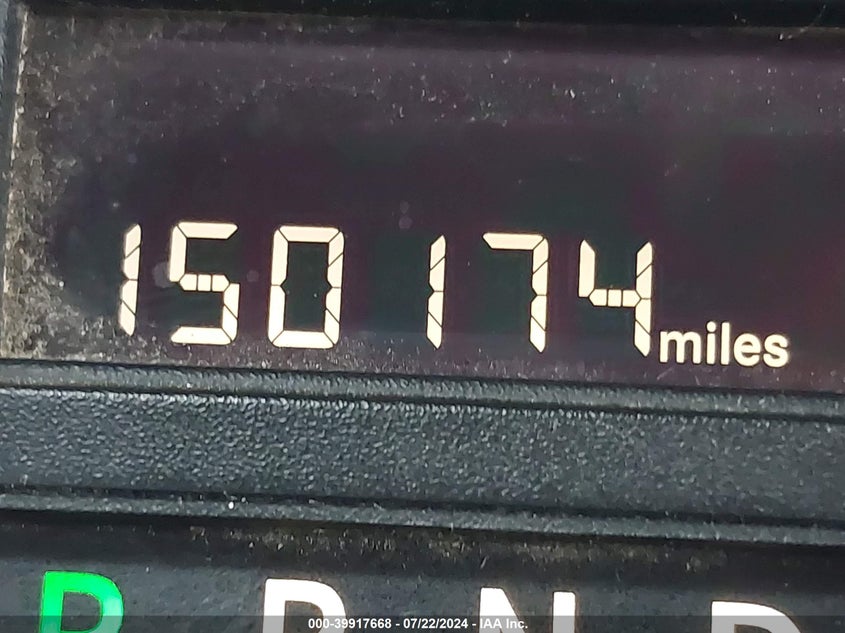 150174 miles
P R N D
000-39917668 - 07/22/2024 - IAA Inc.